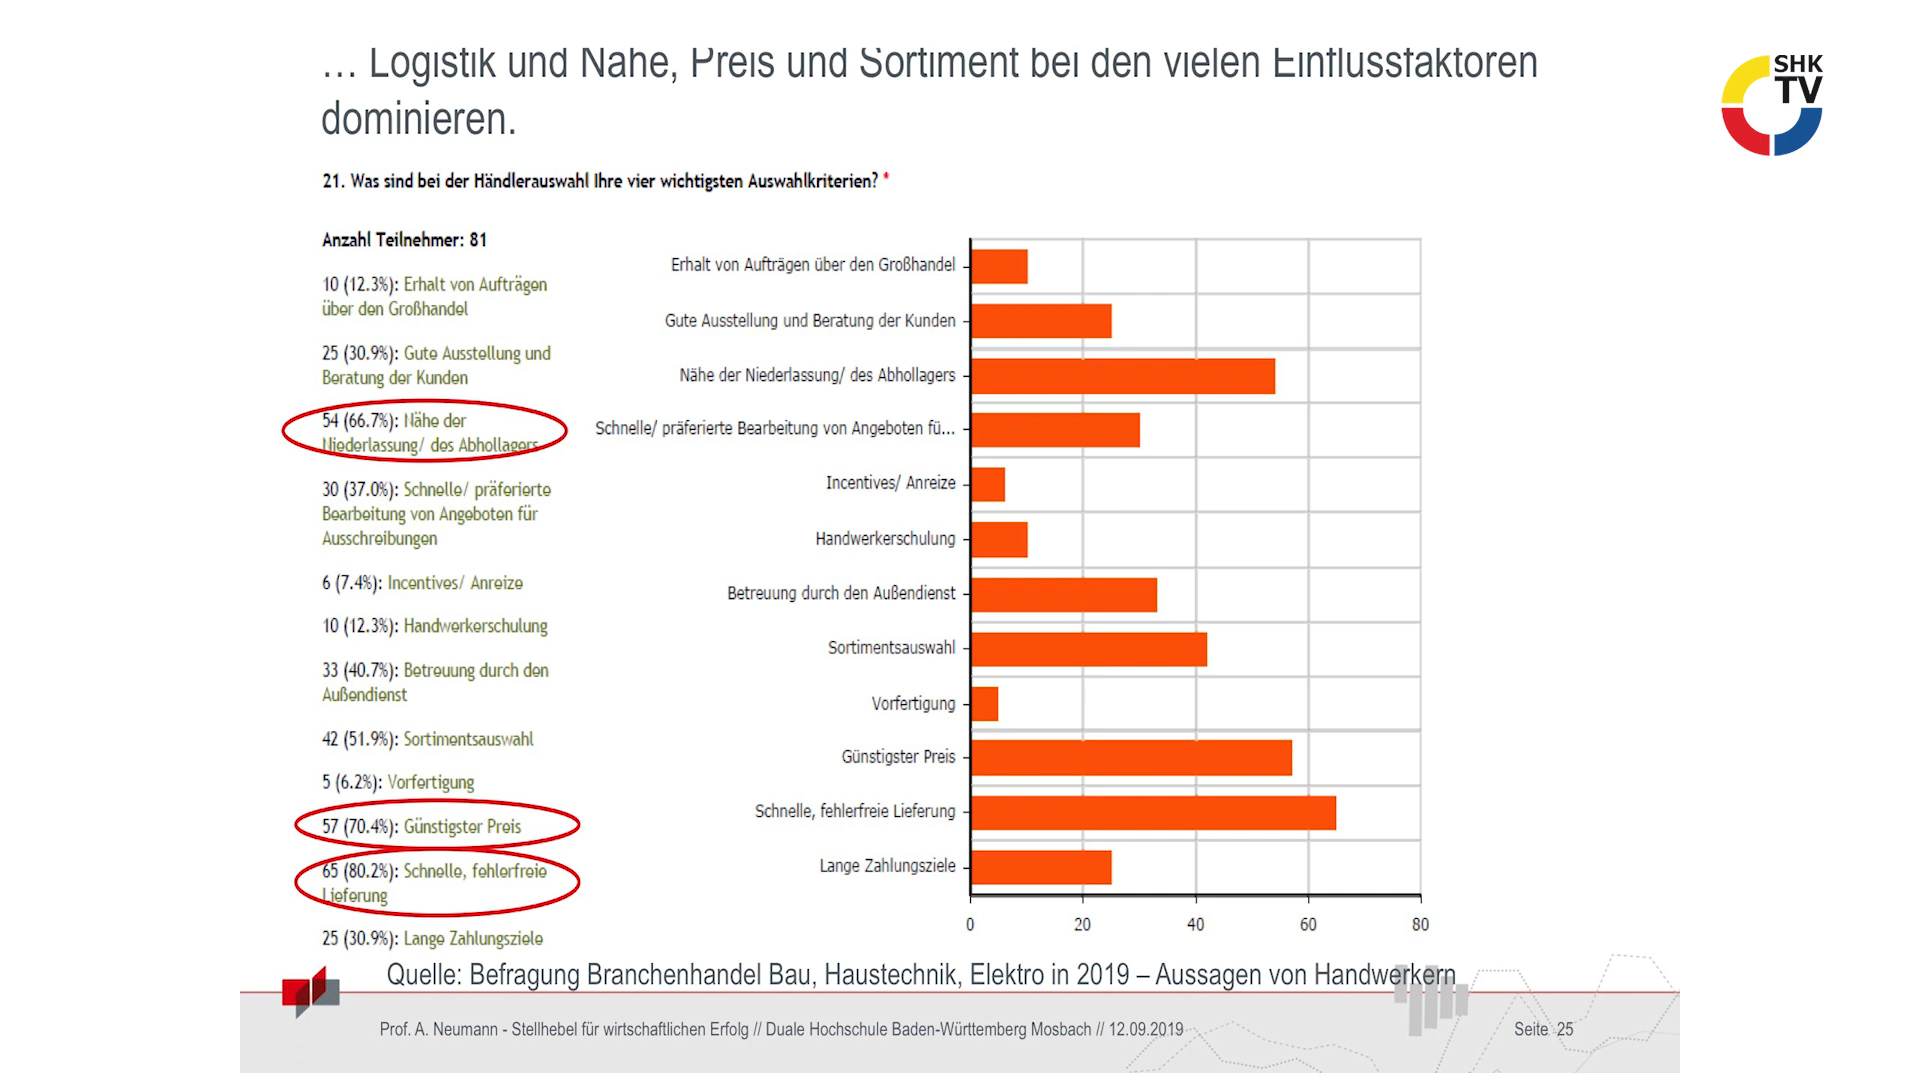 … Logistik und Nähe, Preis und Sortiment bei den vielen Einflussfaktoren
dominieren.
SHK
TV
21. Was sind bei der Händlerauswahl Ihre vier wichtigsten Auswahlkriterien? *
Anzahl Teilnehmer: 81
10 (12.3%): Erhalt von Aufträgen
über den Großhandel
25 (30.9%): Gute Ausstellung und
Beratung der Kunden
54 (66.7%): Nähe der
Niederlassung/ des Abhollagers
30 (37.0%): Schnelle/ präferierte
Bearbeitung von Angeboten für
Ausschreibungen
6 (7.4%): Incentives/ Anreize
10 (12.3%): Handwerkerschulung
33 (40.7%): Betreuung durch den
Außendienst
42 (51.9%): Sortimentsauswahl
5 (6.2%): Vorfertigung
57 (70.4%): Günstigster Preis
65 (80.2%): Schnelle, fehlerfreie
Lieferung
25 (30.9%): Lange Zahlungsziele
Erhalt von Aufträgen über den Großhandel
Gute Ausstellung und Beratung der Kunden
Nähe der Niederlassung/ des Abhollagers
Schnelle/ präferierte Bearbeitung von Angeboten fü...
Incentives/ Anreize
Handwerkerschulung
Betreuung durch den Außendienst
Sortimentsauswahl
Vorfertigung
Günstigster Preis
Schnelle, fehlerfreie Lieferung
Lange Zahlungsziele
0 20 40 60 80
Quelle: Befragung Branchenhandel Bau, Haustechnik, Elektro in 2019 – Aussagen von Handwerkern
Prof. A. Neumann - Stellhebel für wirtschaftlichen Erfolg // Duale Hochschule Baden-Württemberg Mosbach // 12.09.2019
Seite 25